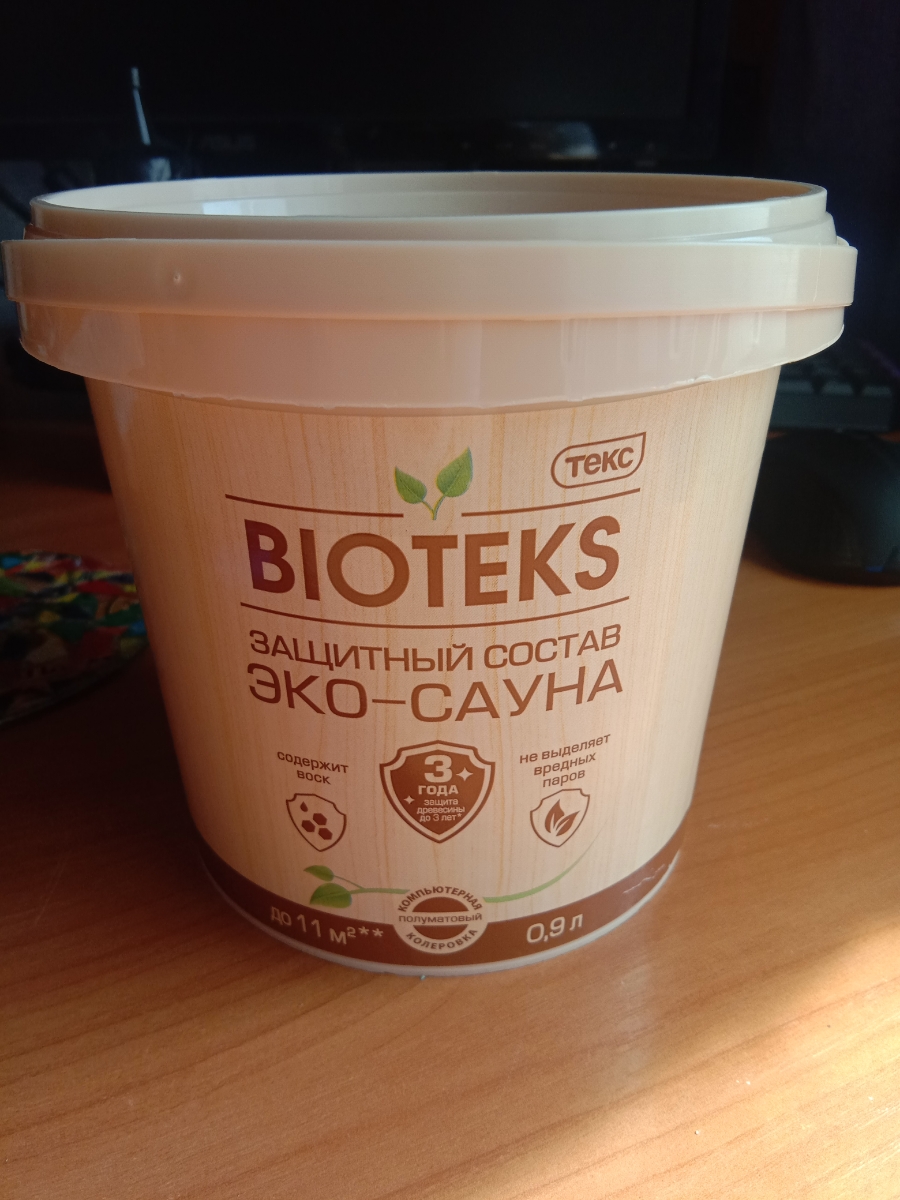 текс
BIOTEKS
ЗАЩИТНЫЙ СОСТАВ
ЭКО-САУНА
содержит
воск
3
ГОДА
защита
древесины
до 3 лет*
не выделяет
вредных
паров
до 11 м²**
КОМПЬЮТЕРНАЯ
полуматовый
КОЛЕРОВКА
0,9 л